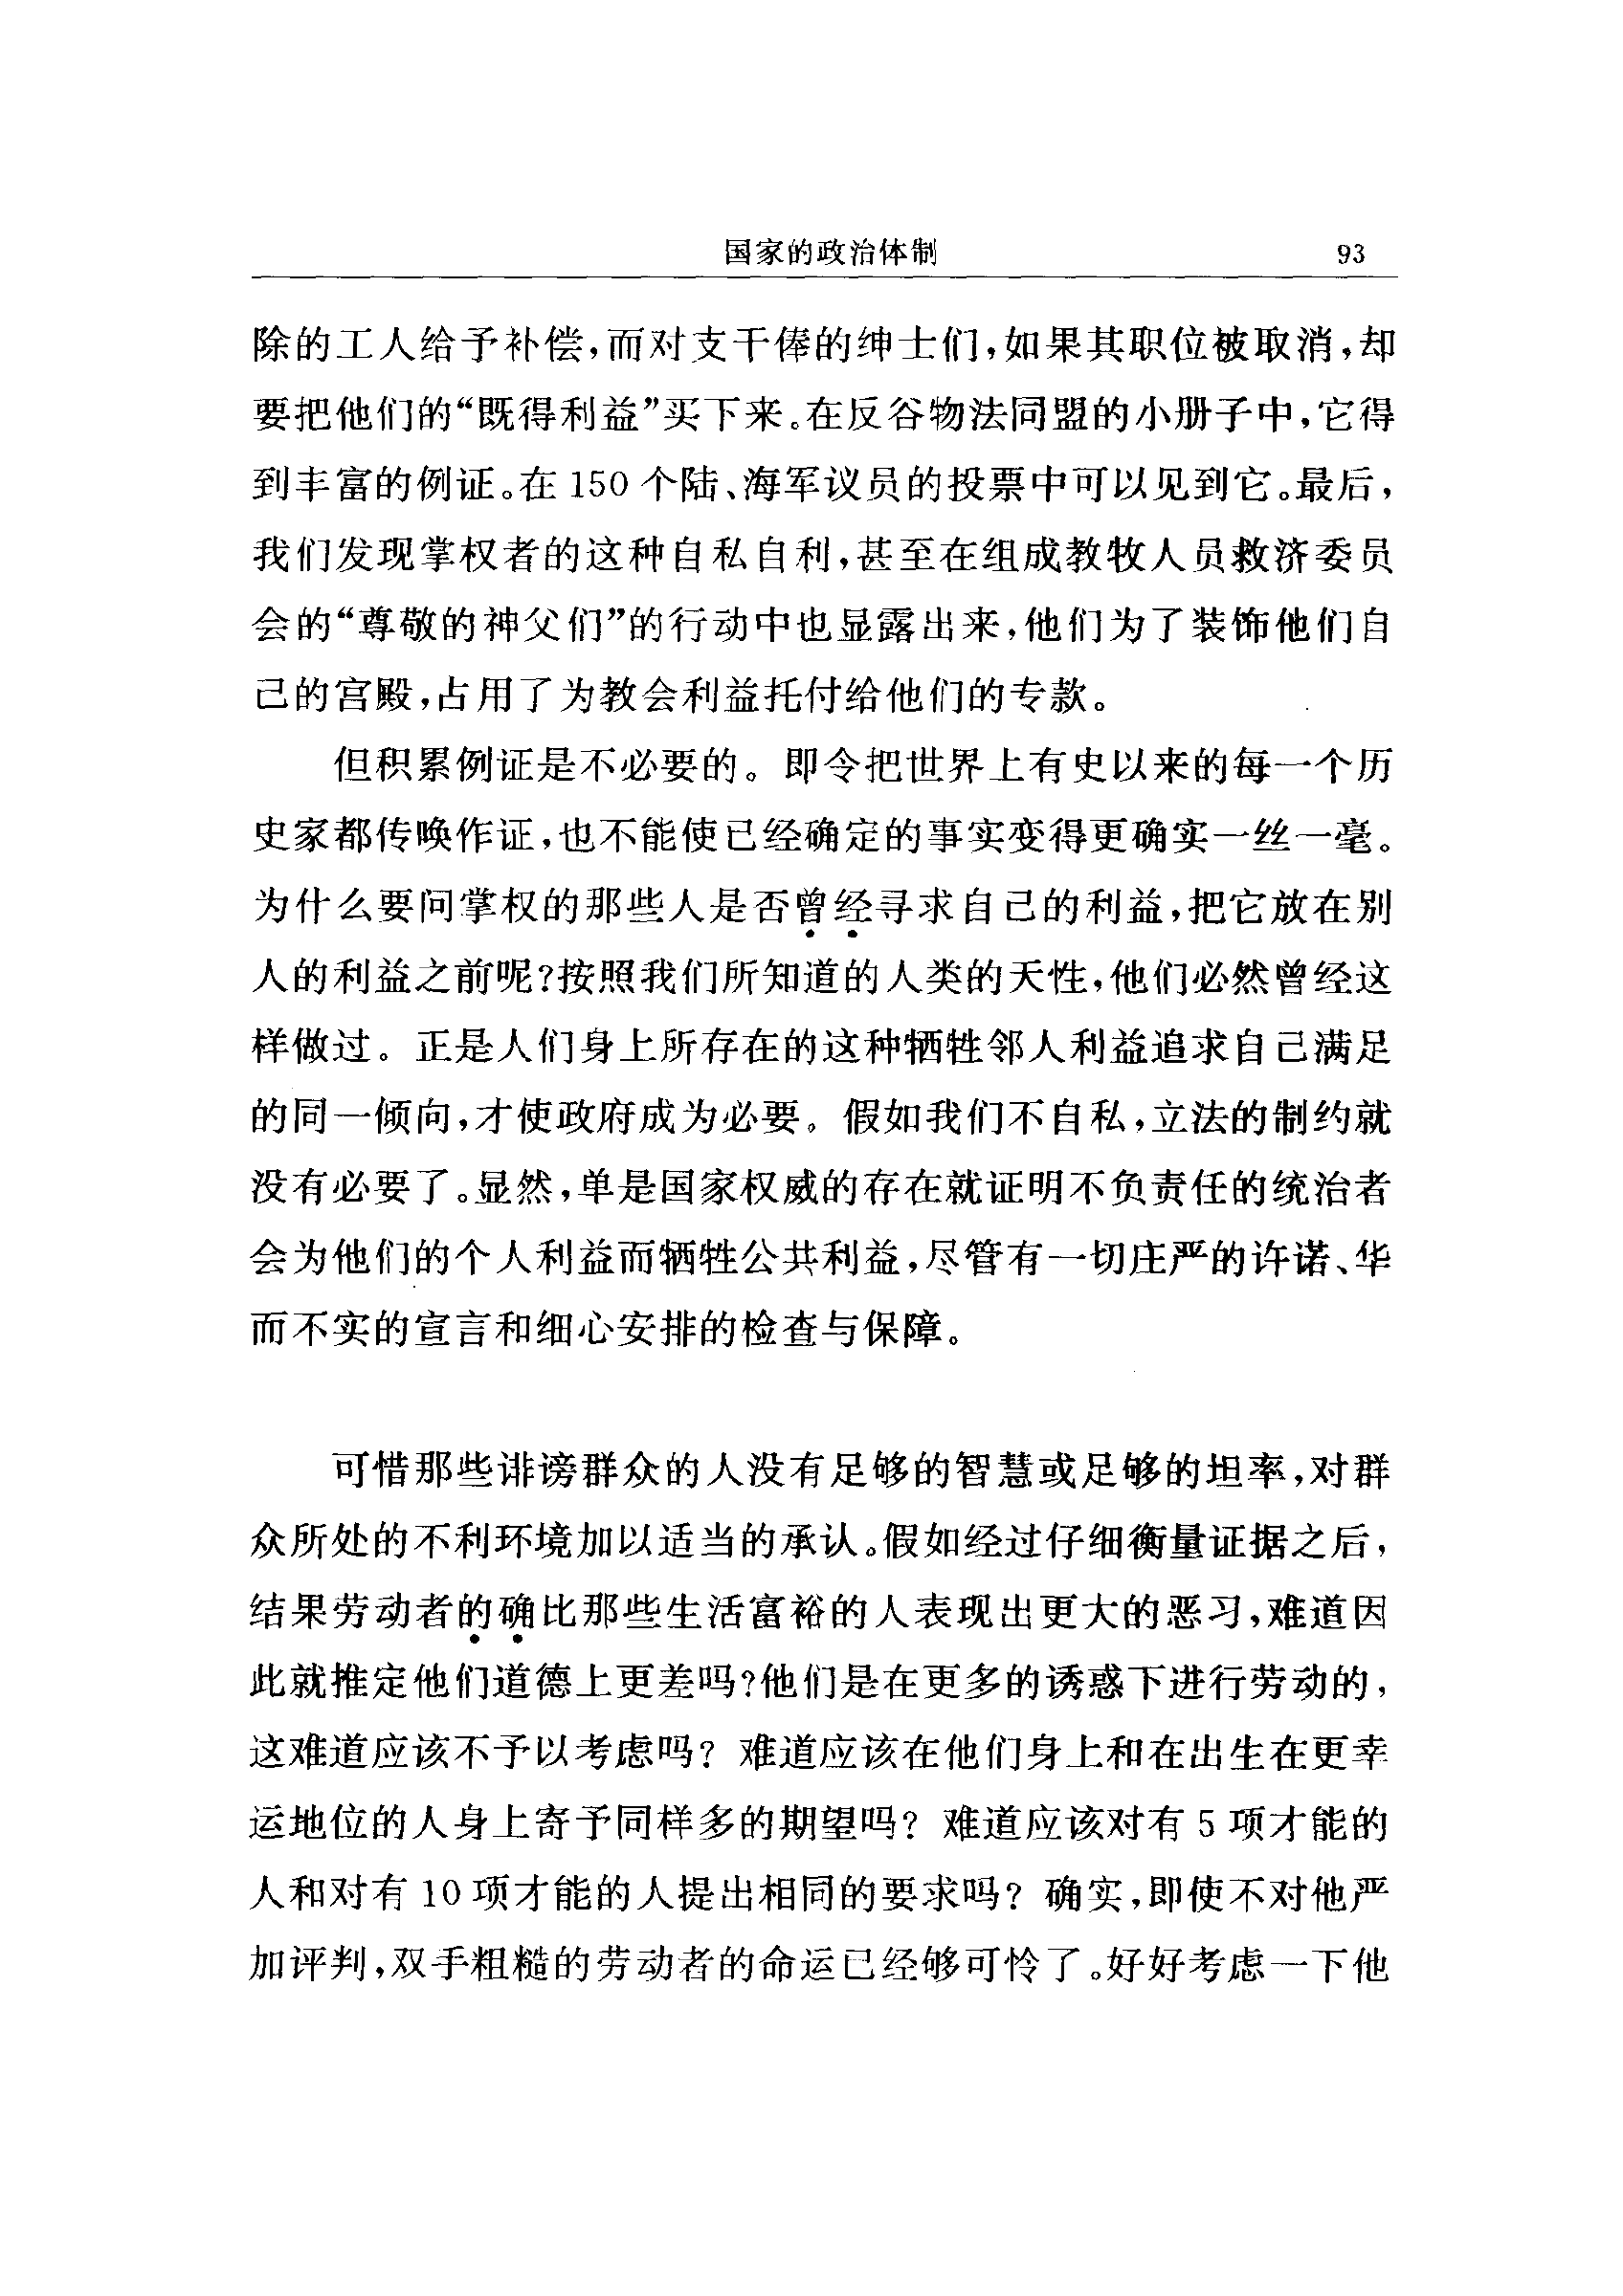 国家的政治体制 93
除的工人给予补偿,而对支干俸的绅士们,如果其职位被取消,却
要把他们的“既得利益”买下来。在反谷物法同盟的小册子中,它得
到丰富的例证。在 150 个陆、海军议员的投票中可以见到它。最后,
我们发现掌权者的这种自私自利,甚至在组成教牧人员救济委员
会的“尊敬的神父们”的行动中也显露出来,他们为了装饰他们自
己的宫殿,占用了为教会利益托付给他们的专款。
但积累例证是不必要的。即令把世界上有史以来的每一个历
史家都传唤作证,也不能使已经确定的事实变得更确实一丝一毫。
为什么要问掌权的那些人是否曾经寻求自己的利益,把它放在别
人的利益之前呢?按照我们所知道的人类的天性,他们必然曾经这
样做过。正是人们身上所存在的这种牺牲邻人利益追求自己满足
的同一倾向,才使政府成为必要。假如我们不自私,立法的制约就
没有必要了。显然,单是国家权威的存在就证明不负责任的统治者
会为他们的个人利益而牺牲公共利益,尽管有一切庄严的许诺、华
而不实的宣言和细心安排的检查与保障。
可惜那些诽谤群众的人没有足够的智慧或足够的坦率,对群
众所处的不利环境加以适当的承认。假如经过仔细衡量证据之后,
结果劳动者的确比那些生活富裕的人表现出更大的恶习,难道因
此就推定他们道德上更差吗?他们是在更多的诱惑下进行劳动的,
这难道应该不予以考虑吗?难道应该在他们身上和在出生在更幸
运地位的人身上寄予同样多的期望吗?难道应该对有 5 项才能的
人和对有 10 项才能的人提出相同的要求吗?确实,即使不对他严
加评判,双手粗糙的劳动者的命运已经够可怜了。好好考虑一下他